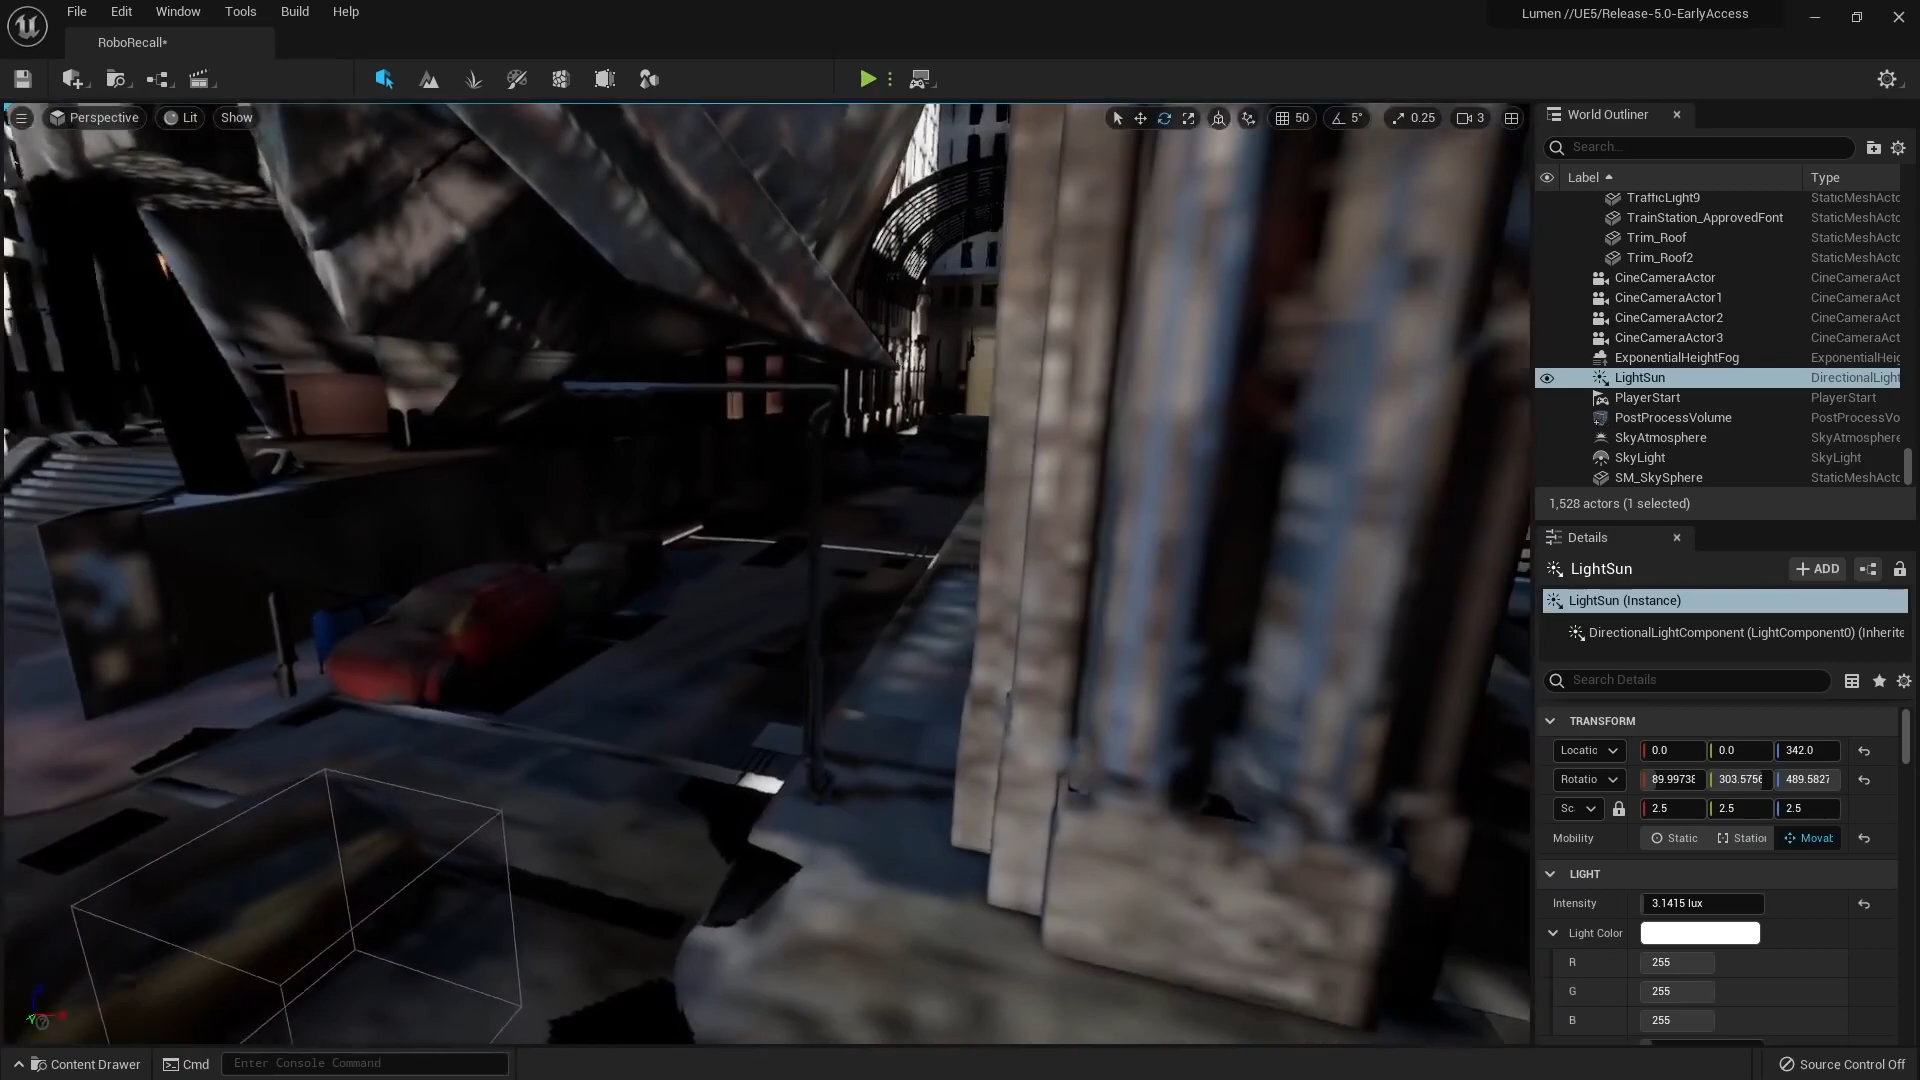 File Edit Window Tools Build Help
Lumen //UE5/Release-5.0-EarlyAccess
RoboRecall*
Perspective Lit Show
50 5° 0.25 3
World Outliner
Search...
Label Type
TrafficLight9 StaticMeshActo
TrainStation_ApprovedFont StaticMeshActo
Trim_Roof StaticMeshActo
Trim_Roof2 StaticMeshActo
CineCameraActor CineCameraAct
CineCameraActor1 CineCameraAct
CineCameraActor2 CineCameraAct
CineCameraActor3 CineCameraAct
ExponentialHeightFog ExponentialHeig
LightSun DirectionalLight
PlayerStart PlayerStart
PostProcessVolume PostProcessVo
SkyAtmosphere SkyAtmosphere
SkyLight SkyLight
SM_SkySphere StaticMeshActo
1,528 actors (1 selected)
Details
LightSun + ADD
LightSun (Instance)
DirectionalLightComponent (LightComponent0) (Inherite
Search Details
TRANSFORM
Locatic 0.0 0.0 342.0
Rotatio 89.99738 303.5756 489.5827
Sc 2.5 2.5 2.5
Mobility Static Station Movat
LIGHT
Intensity 3.1415 lux
Light Color
R 255
G 255
B 255
Content Drawer Cmd Enter Console Command
Source Control Off